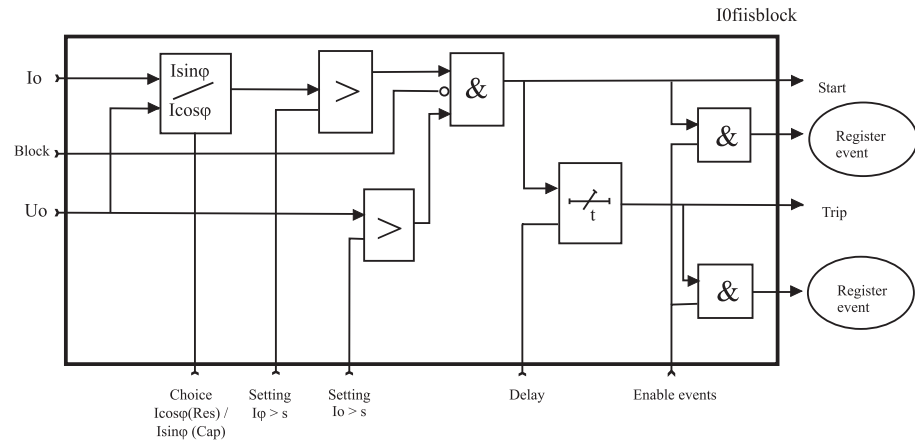 I0fiisblock
Isinφ
Icosφ
>
&
Io
Start
&
Register
event
Block
Uo
>
t
Trip
&
Register
event
Choice
Icosφ(Res) /
Isinφ (Cap)
Setting
Iφ > s
Setting
Io > s
Delay
Enable events